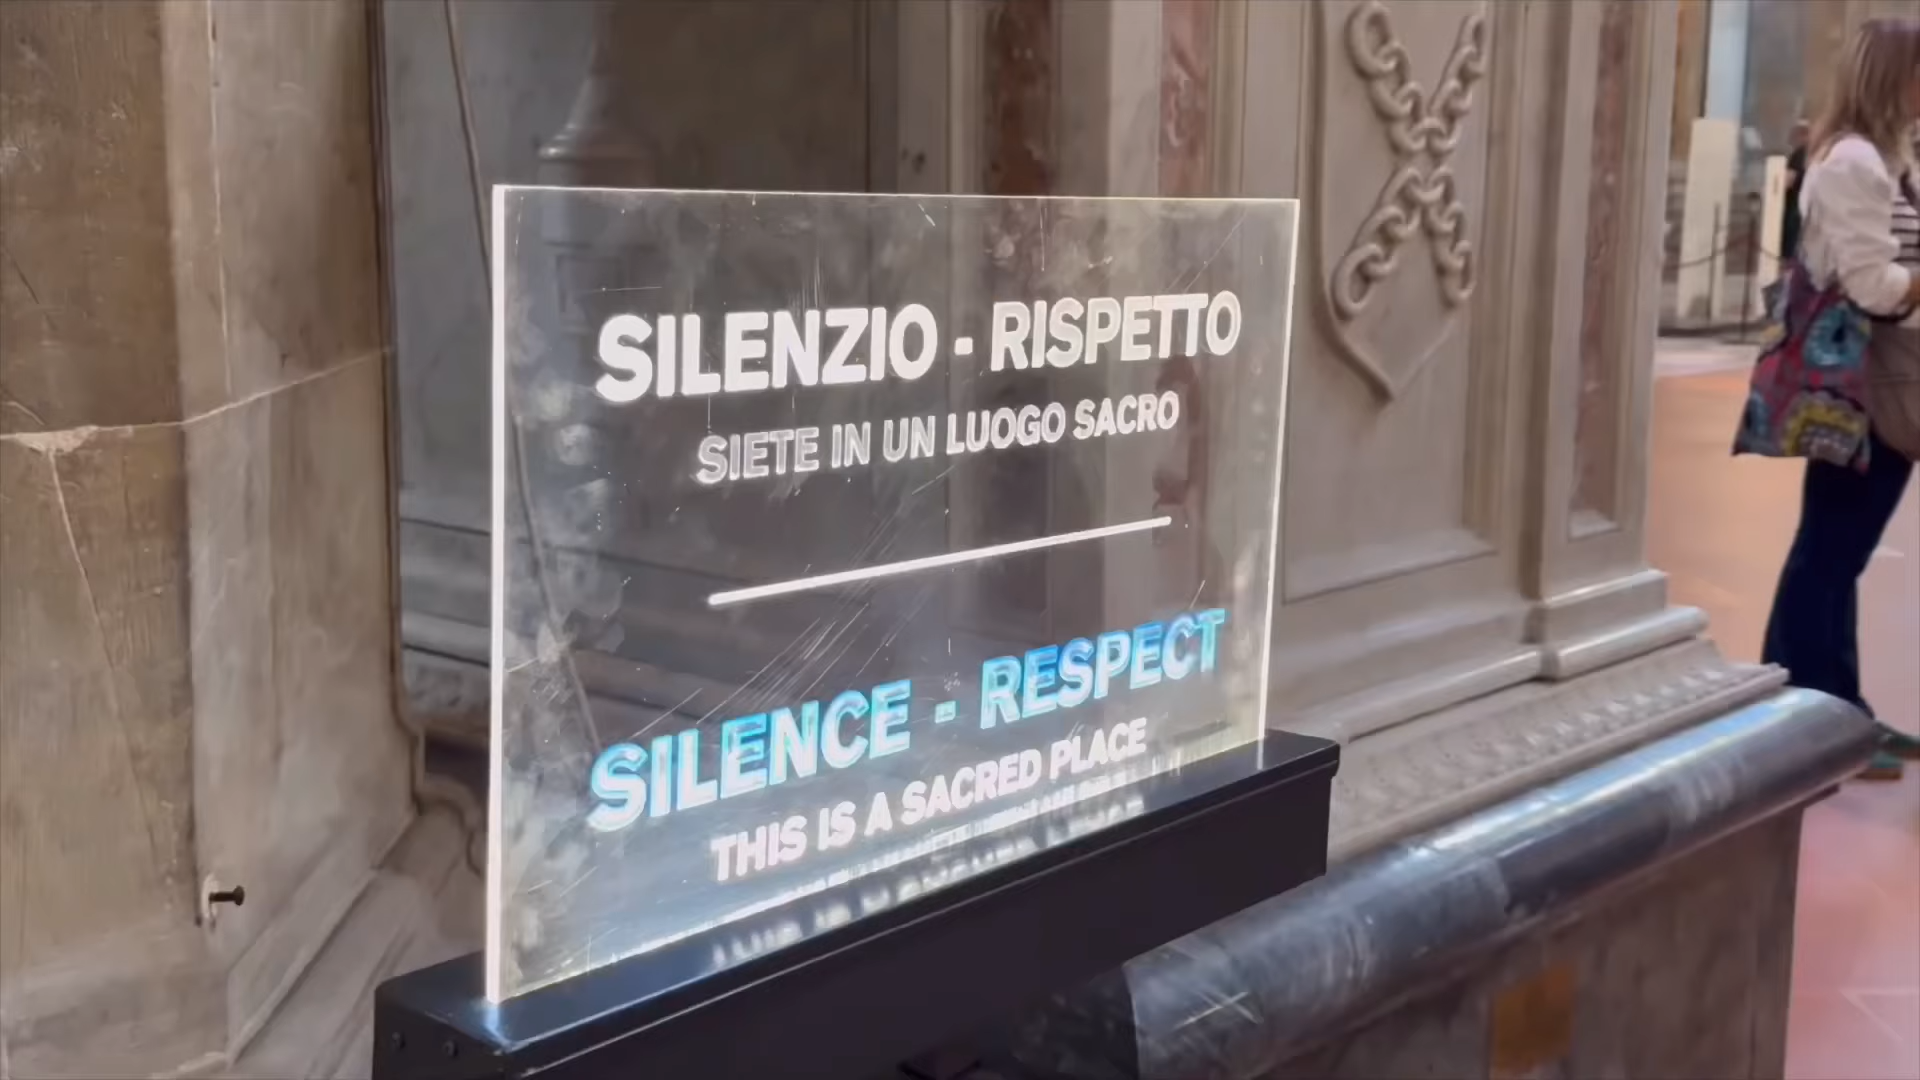 SILENZIO - RISPETTO
SIETE IN UN LUOGO SACRO
SILENCE - RESPECT
THIS IS A SACRED PLACE